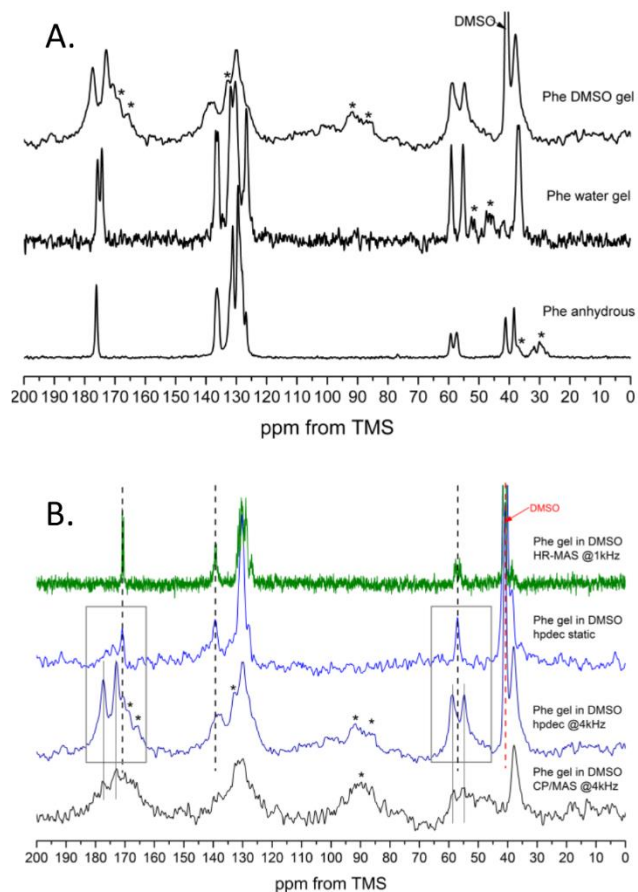 A.
DMSO
*
*
*
*
*
Phe DMSO gel
Phe water gel
*
*
Phe anhydrous
*
*
200 190 180 170 160 150 140 130 120 110 100 90 80 70 60 50 40 30 20 10 0
ppm from TMS
B.
DMSO
Phe gel in DMSO
HR-MAS @1kHz
Phe gel in DMSO
hpdec static
Phe gel in DMSO
hpdec @4kHz
*
*
*
*
*
Phe gel in DMSO
CP/MAS @4kHz
*
200 190 180 170 160 150 140 130 120 110 100 90 80 70 60 50 40 30 20 10 0
ppm from TMS